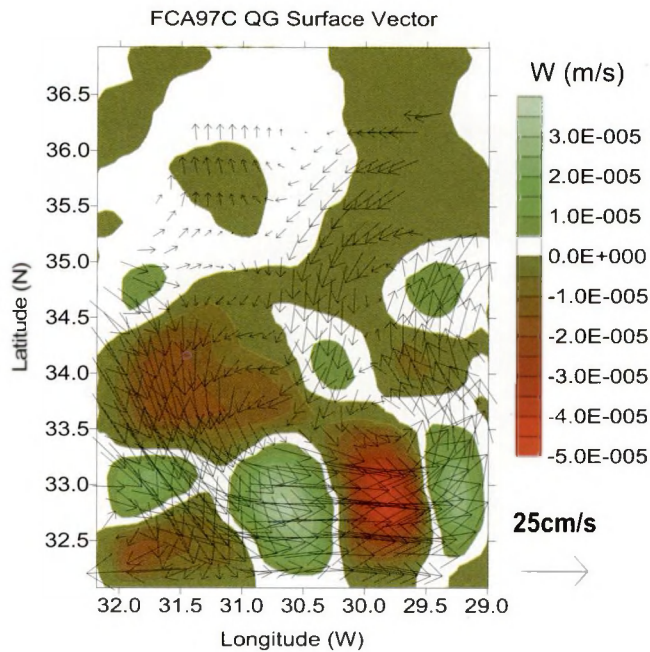 FCA97C QG Surface Vector
W (m/s)
36.5
36.0
35.5
35.0
34.5
34.0
33.5
33.0
32.5
Latitude (N)
3.0E-005
2.0E-005
1.0E-005
0.0E+000
-1.0E-005
-2.0E-005
-3.0E-005
-4.0E-005
-5.0E-005
25cm/s
32.0 31.5 31.0 30.5 30.0 29.5 29.0
Longitude (W)